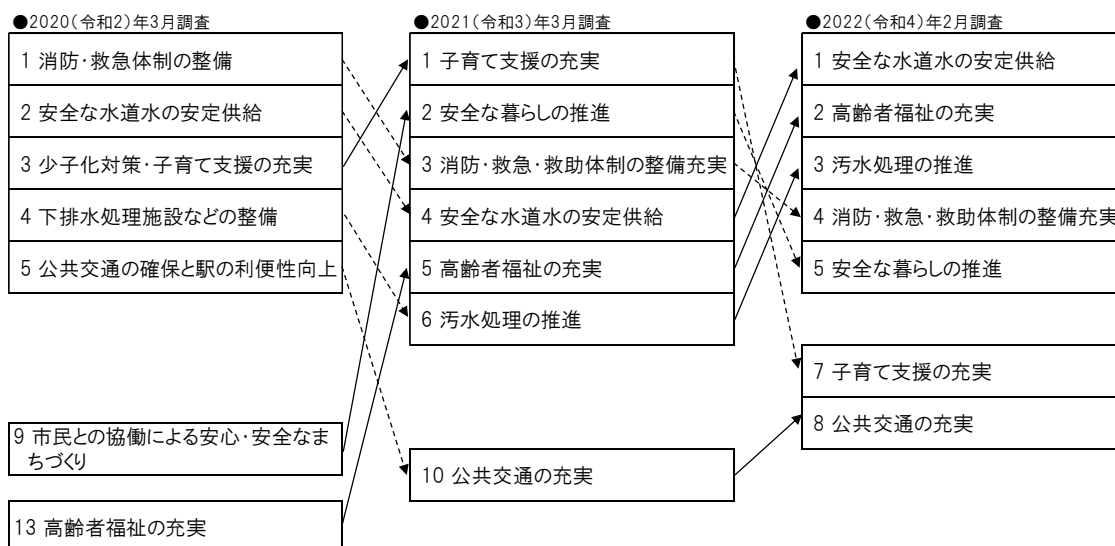 ●2020(令和2)年3月調査
1 消防・救急体制の整備
2 安全な水道水の安定供給
3 少子化対策・子育て支援の充実
4 下排水処理施設などの整備
5 公共交通の確保と駅の利便性向上
9 市民との協働による安心・安全なま
ちづくり
13 高齢者福祉の充実
●2021(令和3)年3月調査
1 子育て支援の充実
2 安全な暮らしの推進
3 消防・救急・救助体制の整備充実
4 安全な水道水の安定供給
5 高齢者福祉の充実
6 汚水処理の推進
10 公共交通の充実
●2022(令和4)年2月調査
1 安全な水道水の安定供給
2 高齢者福祉の充実
3 汚水処理の推進
4 消防・救急・救助体制の整備充実
5 安全な暮らしの推進
7 子育て支援の充実
8 公共交通の充実